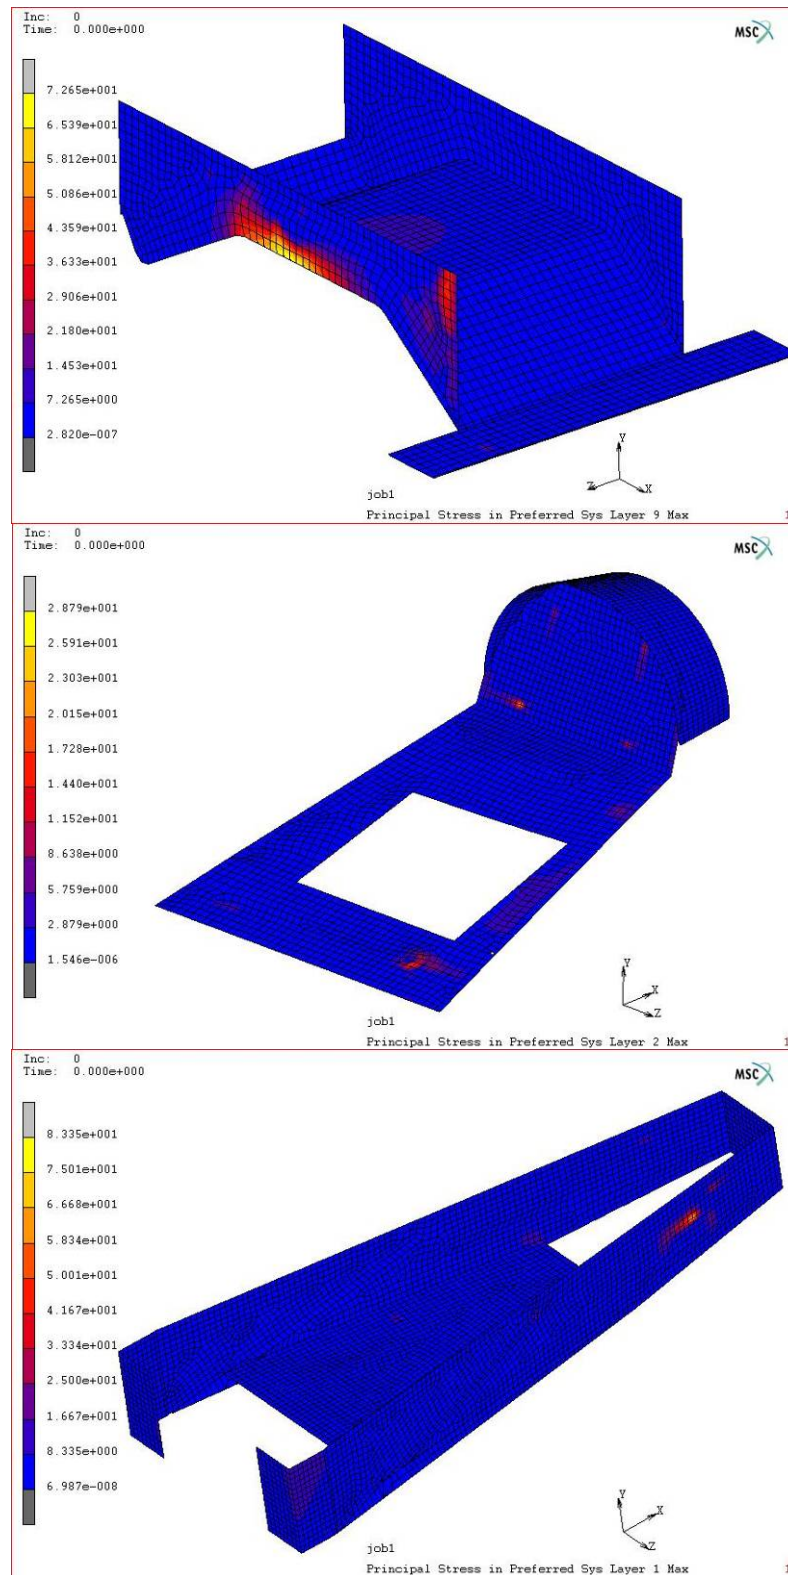 Inc: 0
Time: 0.000e+000
MSC
7.265e+001
6.539e+001
5.812e+001
5.086e+001
4.359e+001
3.633e+001
2.906e+001
2.180e+001
1.453e+001
7.265e+000
2.820e-007
Y
Z
X
job1
Principal Stress in Preferred Sys Layer 9 Max
1
Inc: 0
Time: 0.000e+000
MSC
2.879e+001
2.591e+001
2.303e+001
2.015e+001
1.728e+001
1.440e+001
1.152e+001
8.638e+000
5.759e+000
2.879e+000
1.546e-006
Y
X
Z
job1
Principal Stress in Preferred Sys Layer 2 Max
1
Inc: 0
Time: 0.000e+000
MSC
8.335e+001
7.501e+001
6.668e+001
5.834e+001
5.001e+001
4.167e+001
3.334e+001
2.500e+001
1.667e+001
8.335e+000
6.987e-008
Y
X
Z
job1
Principal Stress in Preferred Sys Layer 1 Max
1